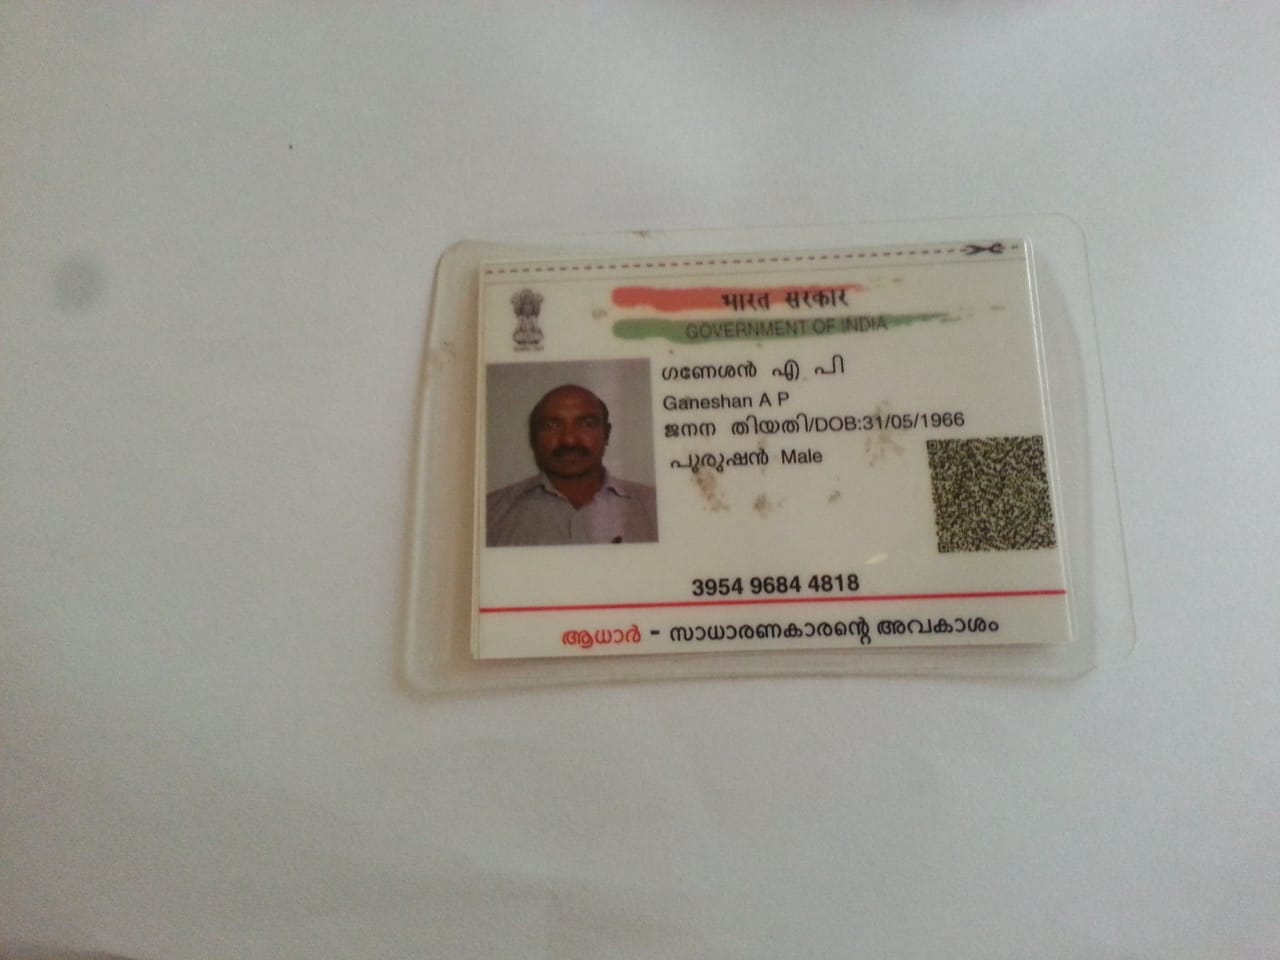 भारत सरकार
GOVERNMENT OF INDIA
ഗണേശൻ എ പി
Ganeshan A P
ജനന തിയതി/DOB:31/05/1966
പുരുഷൻ Male
3954 9684 4818
ആധാർ - സാധാരണകാരന്റെ അവകാശം